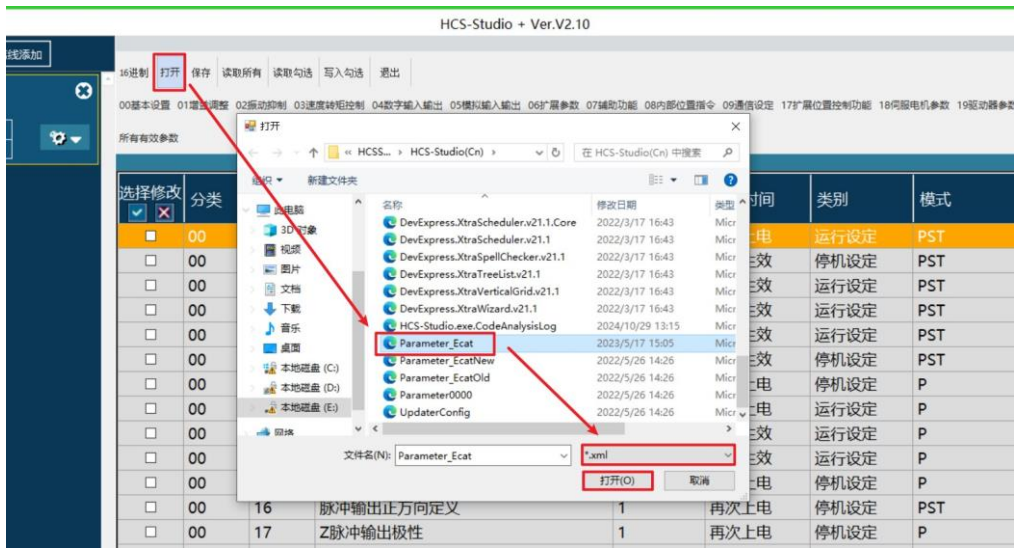 HCS-Studio + Ver.V2.10
线添加
16进制 打开 保存 读取所有 读取勾选 写入勾选 退出
00基本设置 01增益调整 02振动抑制 03速度转矩控制 04数字输入输出 05模拟输入输出 06扩展参数 07辅助功能 08内部位置指令 09通信设定 17扩展位置控制功能 18伺服电机参数 19驱动器参数
所有有效参数
打开
« HCSS... › HCS-Studio(Cn) ›
在 HCS-Studio(Cn) 中搜索
组织 新建文件夹
选择修改 分类 时间 类别 模式
此电脑
3D 对象
视频
图片
文档
下载
音乐
桌面
本地磁盘 (C:)
本地磁盘 (D:)
本地磁盘 (E:)
网络
名称 修改日期 类型
DevExpress.XtraScheduler.v21.1.Core 2022/3/17 16:43 Micr
DevExpress.XtraScheduler.v21.1 2022/3/17 16:43 Micr
DevExpress.XtraSpellChecker.v21.1 2022/3/17 16:43 Micr
DevExpress.XtraTreeList.v21.1 2022/3/17 16:43 Micr
DevExpress.XtraVerticalGrid.v21.1 2022/3/17 16:43 Micr
DevExpress.XtraWizard.v21.1 2022/3/17 16:43 Micr
HCS-Studio.exe.CodeAnalysisLog 2024/10/29 13:15 Micr
Parameter_Ecat 2023/5/17 15:05 Micr
Parameter_EcatNew 2022/5/26 14:26 Micr
Parameter_EcatOld 2022/5/26 14:26 Micr
Parameter0000 2022/5/26 14:26 Micr
UpdaterConfig 2022/5/26 14:26 Micr
文件名(N): Parameter_Ecat *.xml
打开(O) 取消
00 上电 运行设定 PST
00 生效 停机设定 PST
00 生效 运行设定 PST
00 生效 运行设定 PST
00 生效 运行设定 PST
00 生效 停机设定 PST
00 上电 停机设定 P
00 上电 运行设定 P
00 生效 运行设定 P
00 生效 运行设定 P
00 上电 停机设定 P
00 16 脉冲输出正方向定义 1 再次上电 停机设定 PST
00 17 Z脉冲输出极性 1 再次上电 停机设定 P